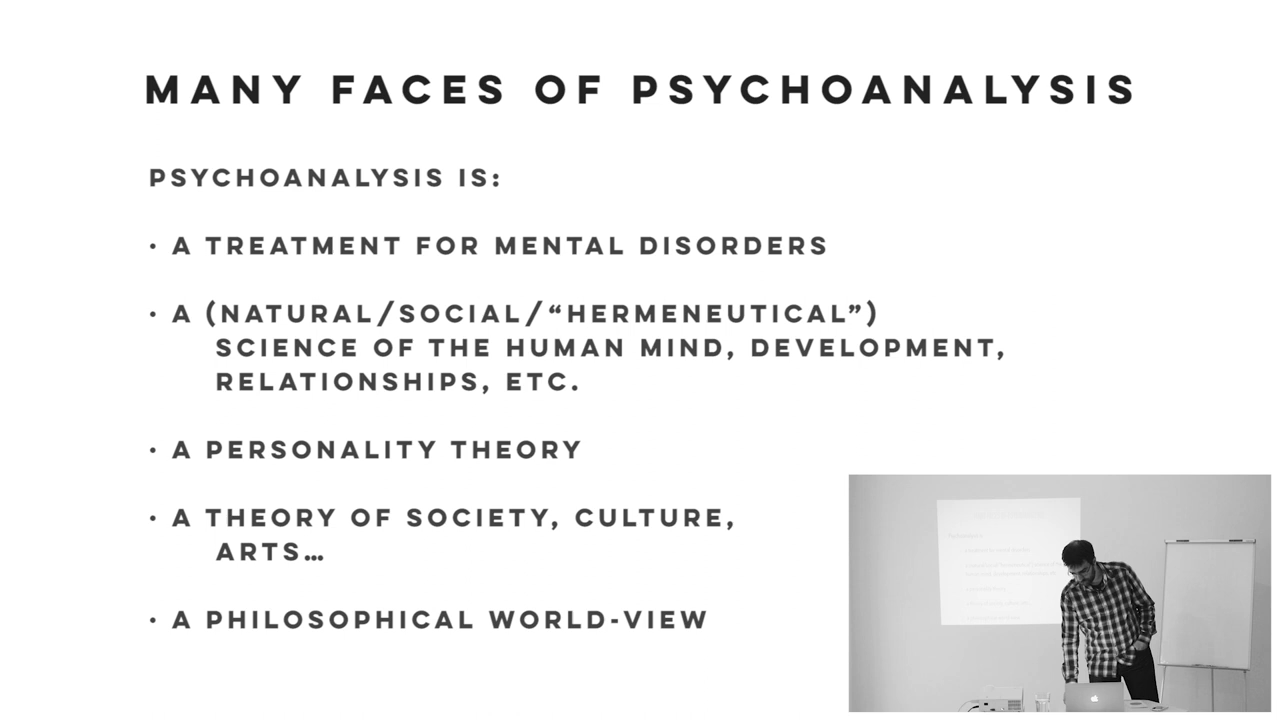 MANY FACES OF PSYCHOANALYSIS
PSYCHOANALYSIS IS:
• A TREATMENT FOR MENTAL DISORDERS
• A (NATURAL/SOCIAL/“HERMENEUTICAL”)
SCIENCE OF THE HUMAN MIND, DEVELOPMENT,
RELATIONSHIPS, ETC.
• A PERSONALITY THEORY
• A THEORY OF SOCIETY, CULTURE,
ARTS…
• A PHILOSOPHICAL WORLD-VIEW